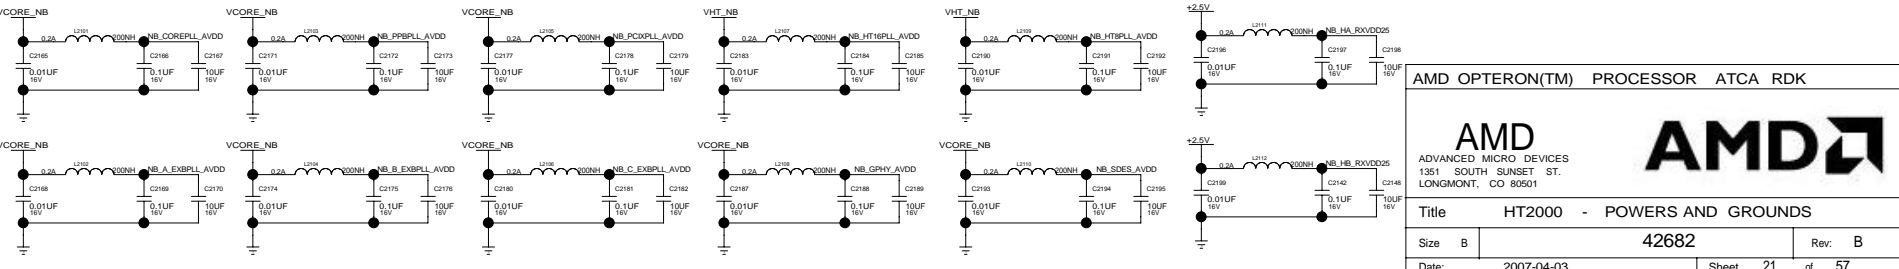 VCORE_NB VCORE_NB VCORE_NB VHT_NB VHT_NB +2.5V
L2101 L2103 L2105 L2107 L2109 L2111
0.2A 200NH NB_COREPLL_AVDD 0.2A 200NH NB_PPBPLL_AVDD 0.2A 200NH NB_PCIXPLL_AVDD 0.2A 200NH NB_HT16PLL_AVDD 0.2A 200NH NB_HT8PLL_AVDD 0.2A 200NH NB_HA_RXVDD25
C2165 C2166 C2167 C2171 C2172 C2173 C2177 C2178 C2179 C2183 C2184 C2185 C2190 C2191 C2192 C2196 C2197 C2198
0.01UF 0.1UF 10UF 0.01UF 0.1UF 10UF 0.01UF 0.1UF 10UF 0.01UF 0.1UF 10UF 0.01UF 0.1UF 10UF 0.01UF 0.1UF 10UF
16V 16V 16V 16V 16V 16V 16V 16V 16V 16V 16V 16V 16V 16V 16V 16V 16V 16V
VCORE_NB VCORE_NB VCORE_NB VCORE_NB VCORE_NB +2.5V
L2102 L2104 L2106 L2108 L2110 L2112
0.2A 200NH NB_A_EXBPLL_AVDD 0.2A 200NH NB_B_EXBPLL_AVDD 0.2A 200NH NB_C_EXBPLL_AVDD 0.2A 200NH NB_GPHY_AVDD 0.2A 200NH NB_SDES_AVDD 0.2A 200NH NB_HB_RXVDD25
C2168 C2169 C2170 C2174 C2175 C2176 C2180 C2181 C2182 C2187 C2188 C2189 C2193 C2194 C2195 C2199 C2142 C2148
0.01UF 0.1UF 10UF 0.01UF 0.1UF 10UF 0.01UF 0.1UF 10UF 0.01UF 0.1UF 10UF 0.01UF 0.1UF 10UF 0.01UF 0.1UF 10UF
16V 16V 16V 16V 16V 16V 16V 16V 16V 16V 16V 16V 16V 16V 16V 16V 16V 16V
AMD OPTERON(TM) PROCESSOR ATCA RDK
AMD
ADVANCED MICRO DEVICES
1351 SOUTH SUNSET ST.
LONGMONT, CO 80501
AMD
Title HT2000 - POWERS AND GROUNDS
Size B 42682 Rev: B
Date: 2007-04-03 Sheet 21 of 57